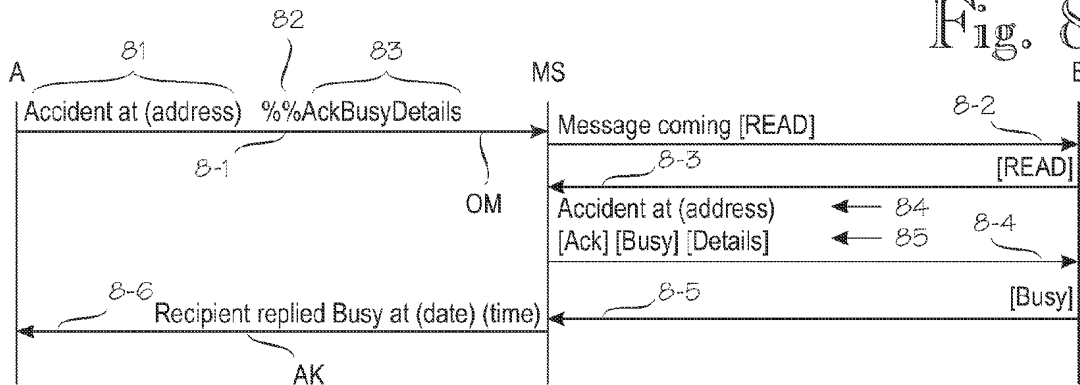 Fig. 8
82
81 83
A MS
Accident at (address) %%AckBusyDetails
8-1
OM
Message coming [READ] 8-2
8-3 [READ]
Accident at (address) 84
[Ack] [Busy] [Details] 85 8-4
8-5 [Busy]
8-6 Recipient replied Busy at (date) (time)
AK